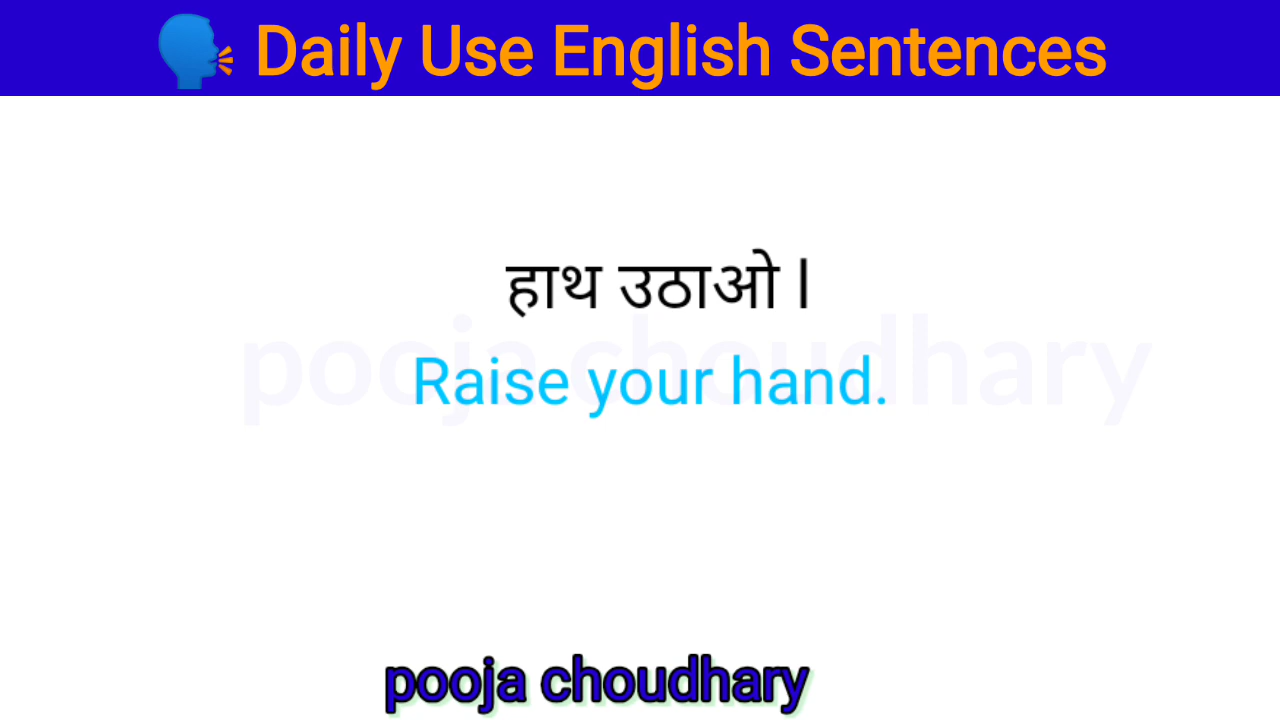 🗣️ Daily Use English Sentences
हाथ उठाओ l
Raise your hand.
pooja choudhary
pooja choudhary